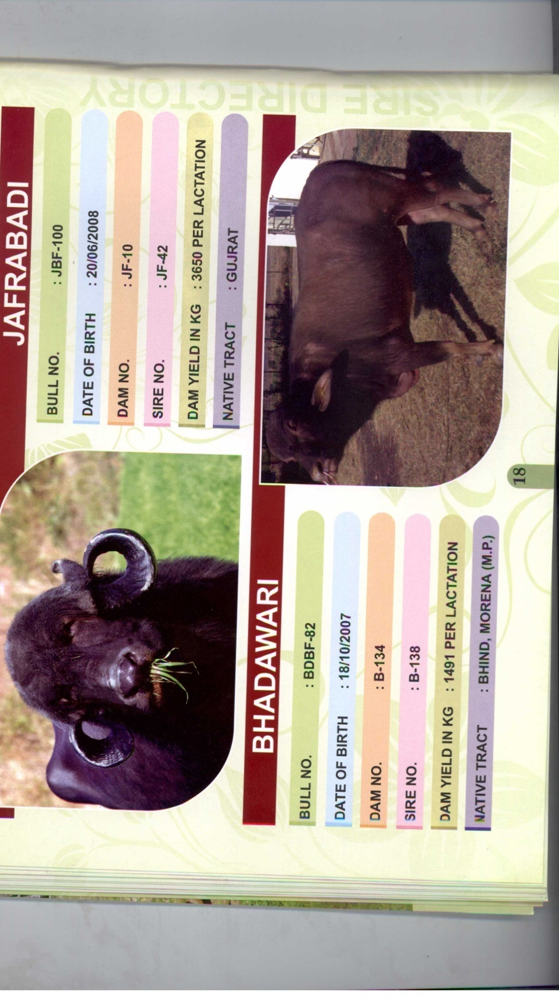 SIRE DIRECTORY
JAFRABADI
BULL NO. : JBF-100
DATE OF BIRTH : 20/06/2008
DAM NO. : JF-10
SIRE NO. : JF-42
DAM YIELD IN KG : 3650 PER LACTATION
NATIVE TRACT : GUJRAT
BHADAWARI
BULL NO. : BDBF-82
DATE OF BIRTH : 18/10/2007
DAM NO. : B-134
SIRE NO. : B-138
DAM YIELD IN KG : 1491 PER LACTATION
NATIVE TRACT : BHIND, MORENA (M.P.)
18